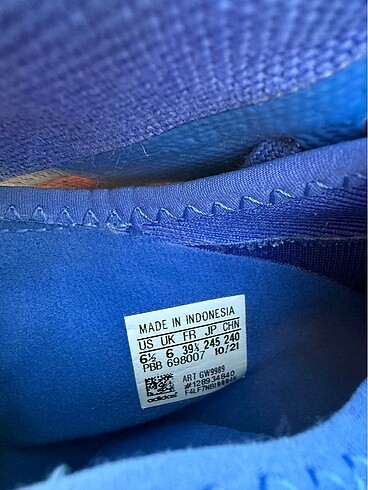 MADE IN INDONESIA
US UK FR JP CHN
6½ 6 39⅓ 245 240
PBB 698007 10/21
ART GW9989
#128934840
adidas